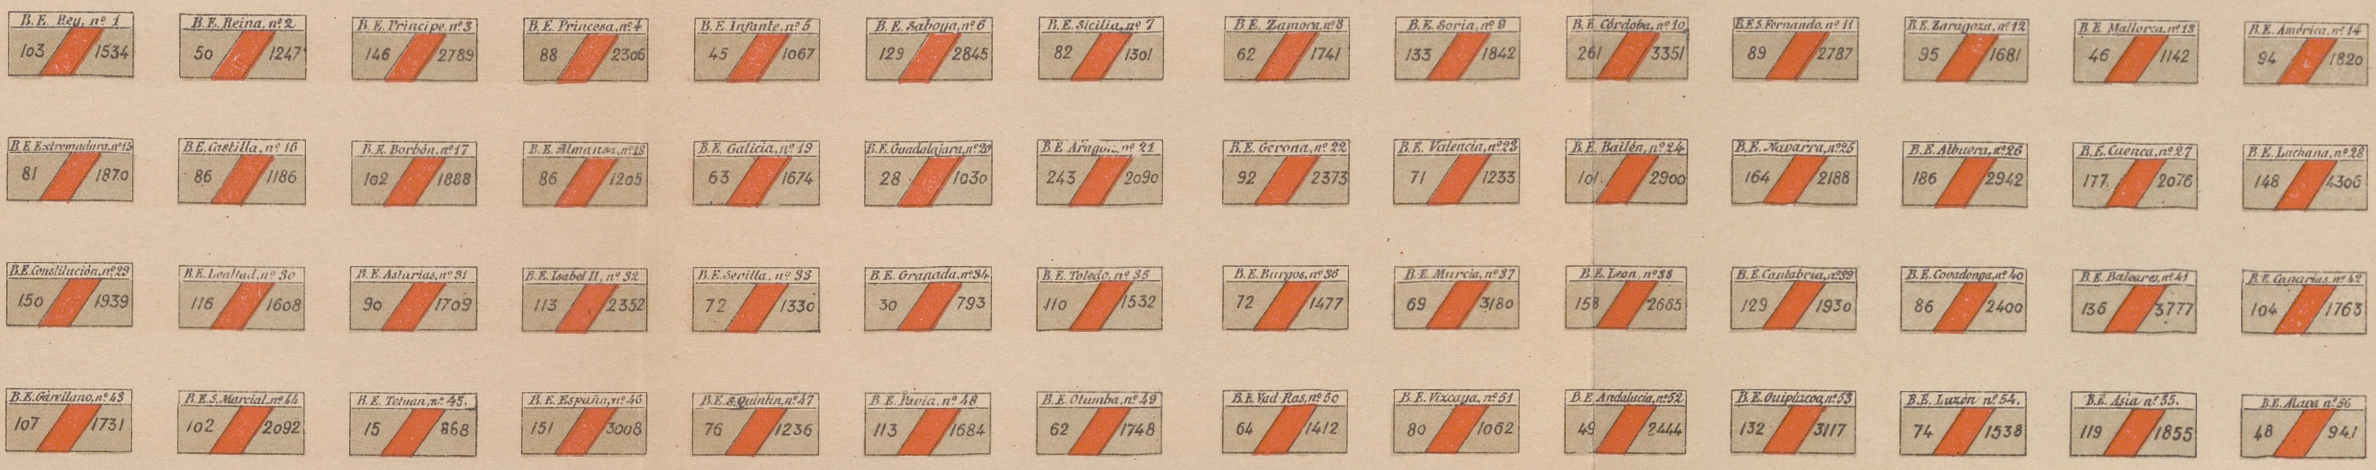 B.E. Rey, nº 1
103 1534
B.E. Reina, nº 2
50 1247
B.E. Principe, nº 3
146 2789
B.E. Princesa, nº 4
88 2306
B.E. Infante, nº 5
45 1067
B.E. Saboya, nº 6
129 2845
B.E. Sicilia, nº 7
82 1301
B.E. Zamora, nº 8
62 1741
B.E. Soria, nº 9
133 1842
B.E. Córdoba, nº 10
261 3351
B.E.S. Fernando, nº 11
89 2787
B.E. Zaragoza, nº 12
95 1681
B.E. Mallorca, nº 13
46 1142
B.E. América, nº 14
94 1820
B.E. Extremadura, nº 15
81 1870
B.E. Castilla, nº 16
86 1186
B.E. Borbón, nº 17
102 1888
B.E. Almansa, nº 18
86 1205
B.E. Galicia, nº 19
63 1674
B.E. Guadalajara, nº 20
28 1030
B.E. Aragon, nº 21
243 2090
B.E. Gerona, nº 22
92 2373
B.E. Valencia, nº 23
71 1233
B.E. Bailén, nº 24
101 2900
B.E. Navarra, nº 25
164 2188
B.E. Albuera, nº 26
186 2942
B.E. Cuenca, nº 27
177 2076
B.E. Luchana, nº 28
148 4306
B.E. Constitución, nº 29
150 1939
B.E. Lealtad, nº 30
116 1608
B.E. Asturias, nº 31
90 1709
B.E. Isabel II, nº 32
113 2352
B.E. Sevilla, nº 33
72 1330
B.E. Granada, nº 34
30 793
B.E. Toledo, nº 35
110 1532
B.E. Burgos, nº 36
72 1477
B.E. Murcia, nº 37
69 3180
B.E. Leon, nº 38
158 2665
B.E. Cantabria, nº 39
129 1930
B.E. Covadonga, nº 40
86 2400
B.E. Baleares, nº 41
136 3777
B.E. Canarias, nº 42
104 1763
B.E. Garellano, nº 43
107 1731
B.E.S. Marcial, nº 44
102 2092
B.E. Tetuan, nº 45.
15 868
B.E. España, nº 46
151 3008
B.E.S. Quintin, nº 47
76 1236
B.E. Pavia, nº 48
113 1684
B.E. Otumba, nº 49
62 1748
B.E. Vad Ras, nº 50
64 1412
B.E. Vizcaya, nº 51
80 1062
B.E. Andalucia, nº 52
49 2444
B.E. Guipúzcoa, nº 53
132 3117
B.E. Luzón nº 54.
74 1538
B.E. Asia nº 55.
119 1855
B.E. Alava nº 56
48 941